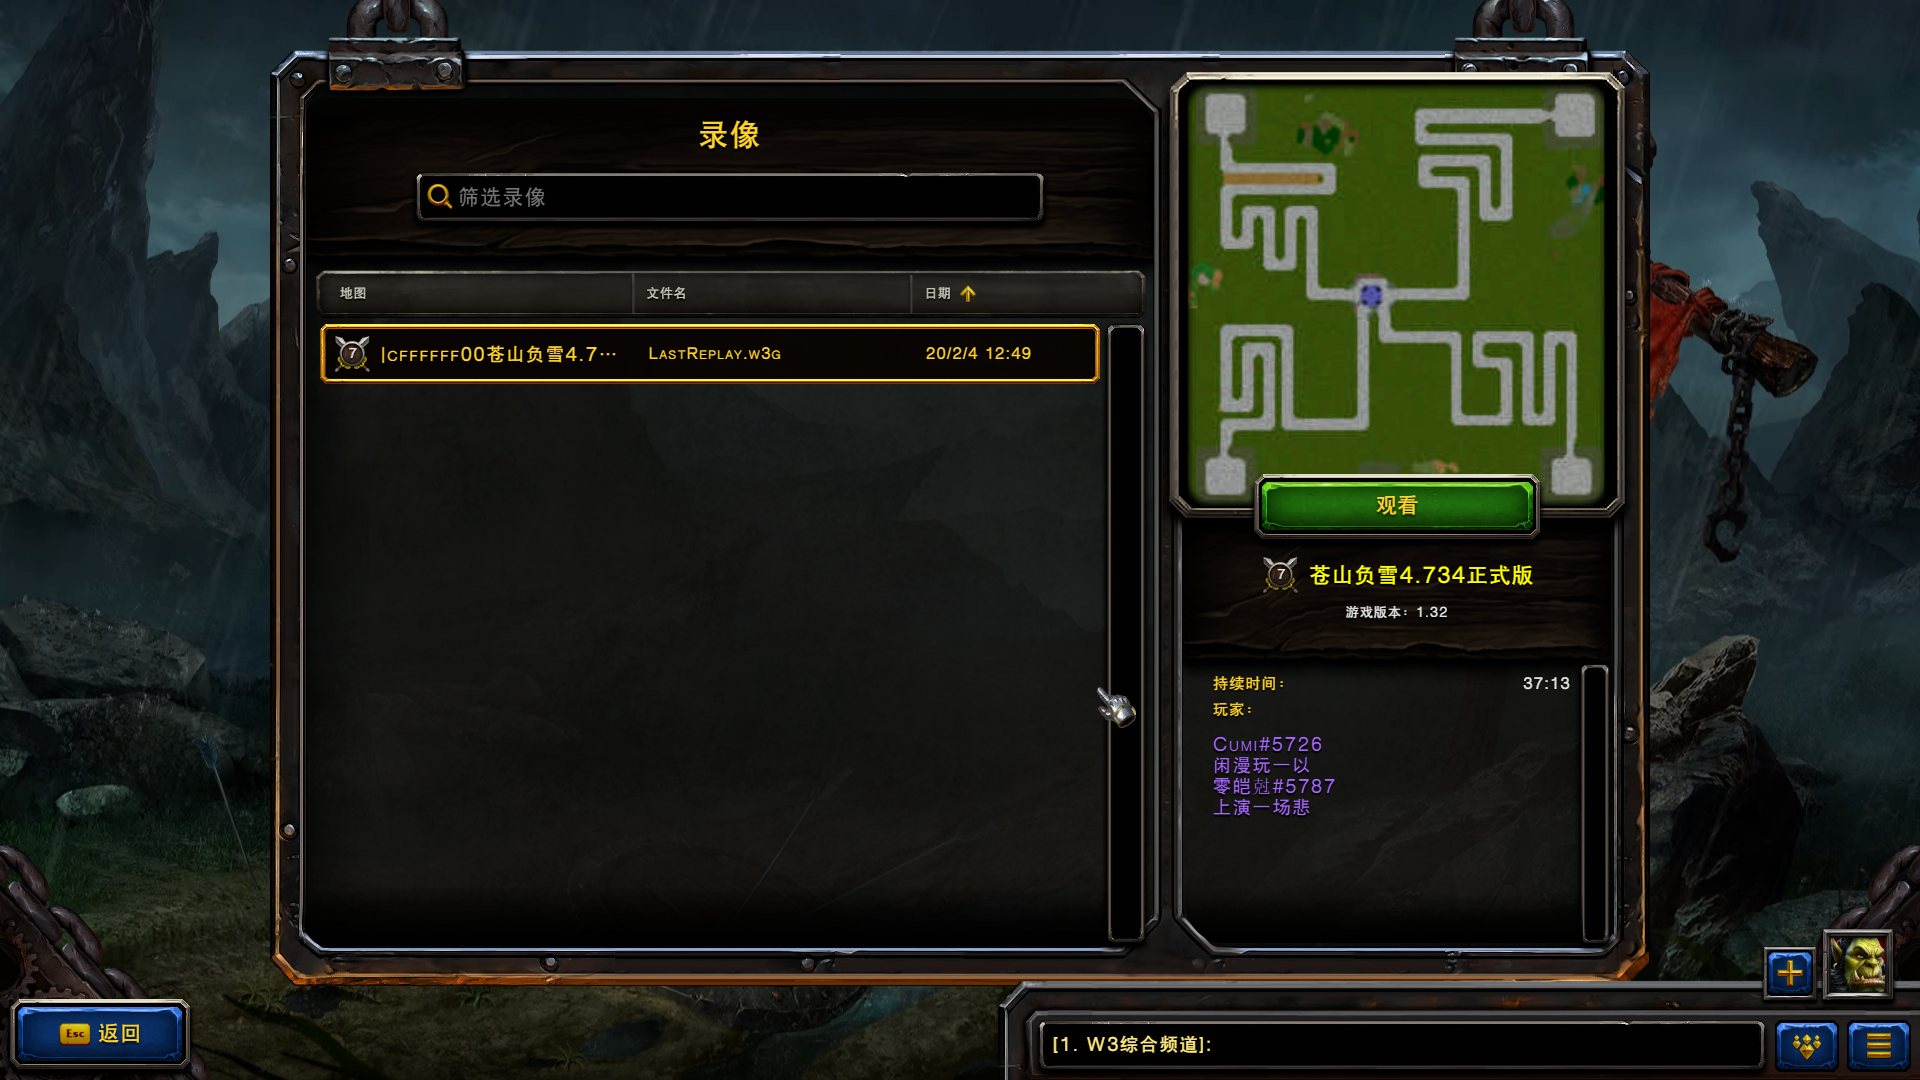 录像
筛选录像
地图 文件名 日期
7 |cffffff00苍山负雪4.7… LastReplay.w3g 20/2/4 12:49
观看
7 苍山负雪4.734正式版
游戏版本：1.32
持续时间： 37:13
玩家：
Cumi#5726
闲漫玩一以
零皑尅#5787
上演一场悲
Esc 返回
[1. W3综合频道]: